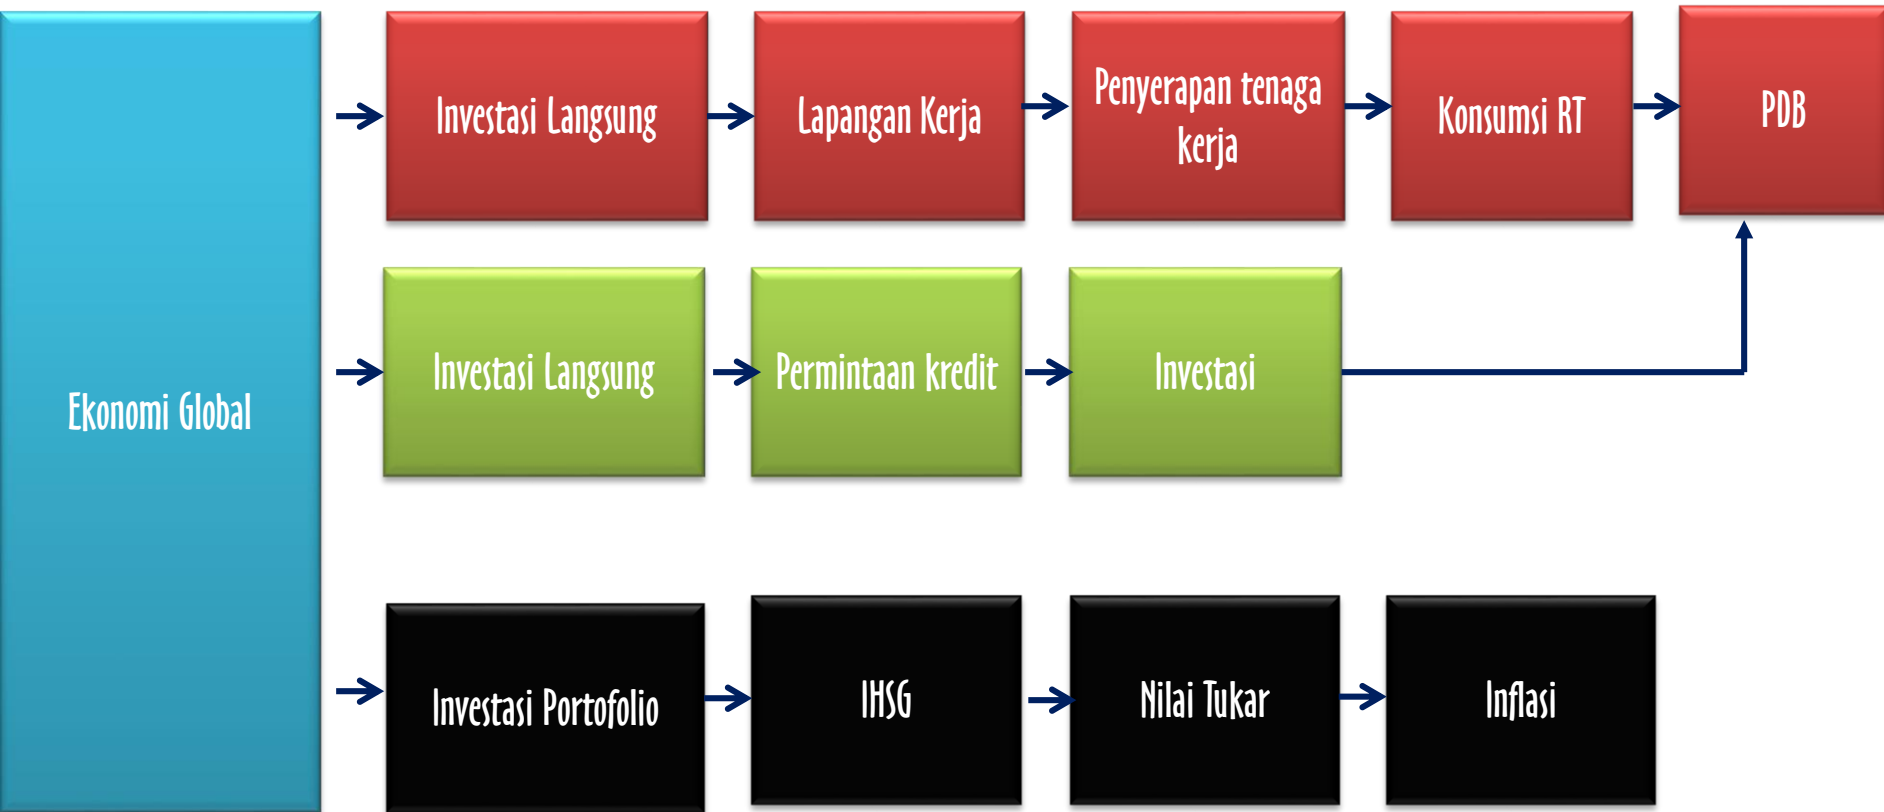 Ekonomi Global
Investasi Langsung
Lapangan Kerja
Penyerapan tenaga
kerja
Konsumsi RT
PDB
Investasi Langsung
Permintaan kredit
Investasi
Investasi Portofolio
IHSG
Nilai Tukar
Inflasi